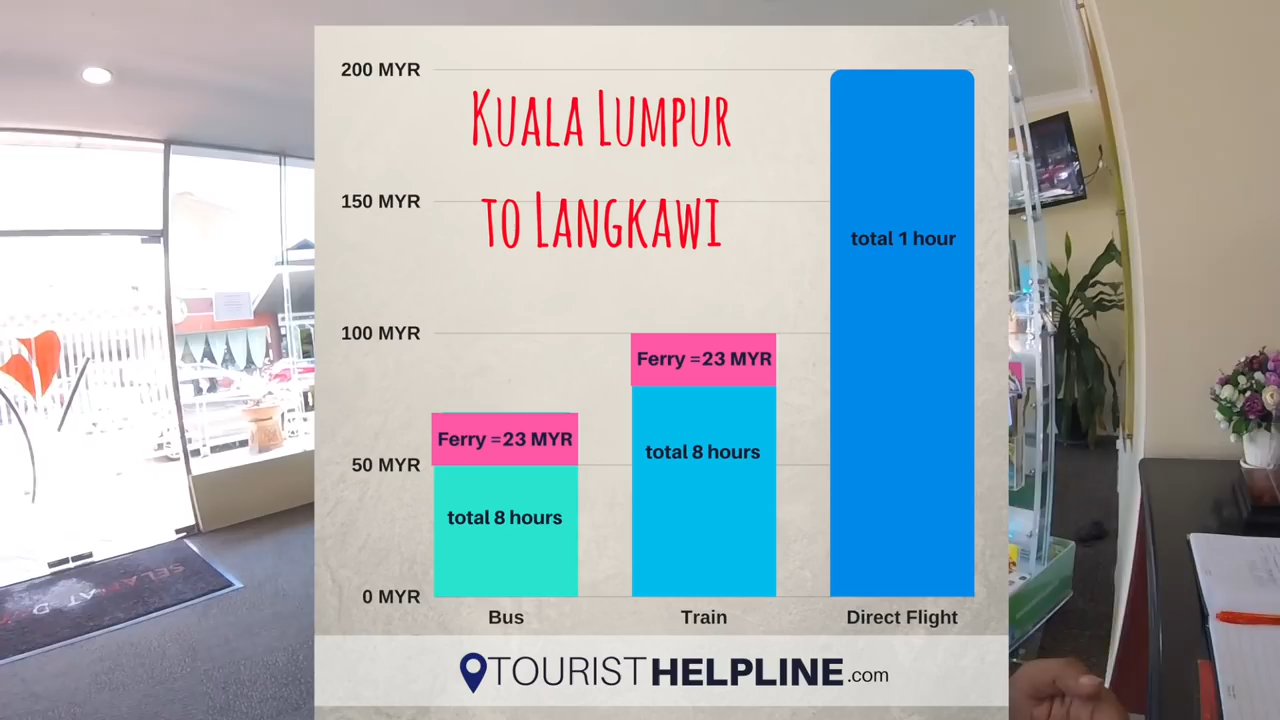 200 MYR
KUALA LUMPUR
TO LANGKAWI
150 MYR
total 1 hour
100 MYR
Ferry =23 MYR
Ferry =23 MYR
total 8 hours
50 MYR
total 8 hours
0 MYR
Bus
Train
Direct Flight
TOURISTHELPLINE.com
SELAMAT D